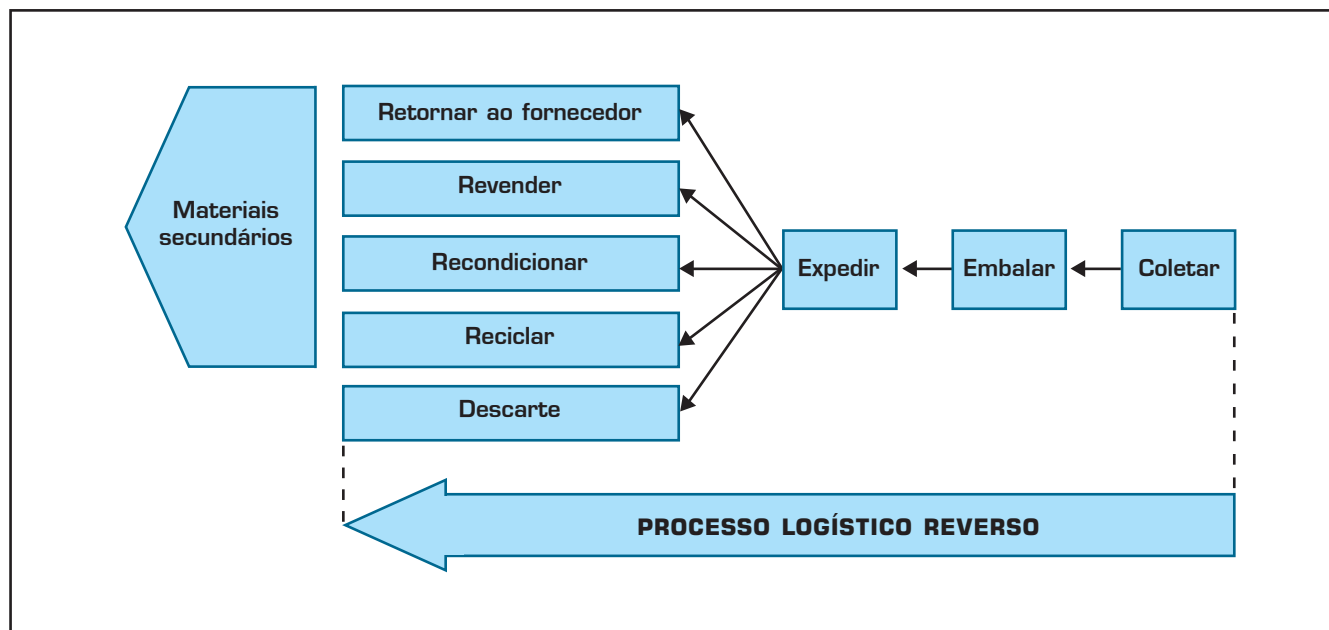 Materiais
secundários
Retornar ao fornecedor
Revender
Recondicionar
Reciclar
Descarte
Expedir
Embalar
Coletar
PROCESSO LOGÍSTICO REVERSO